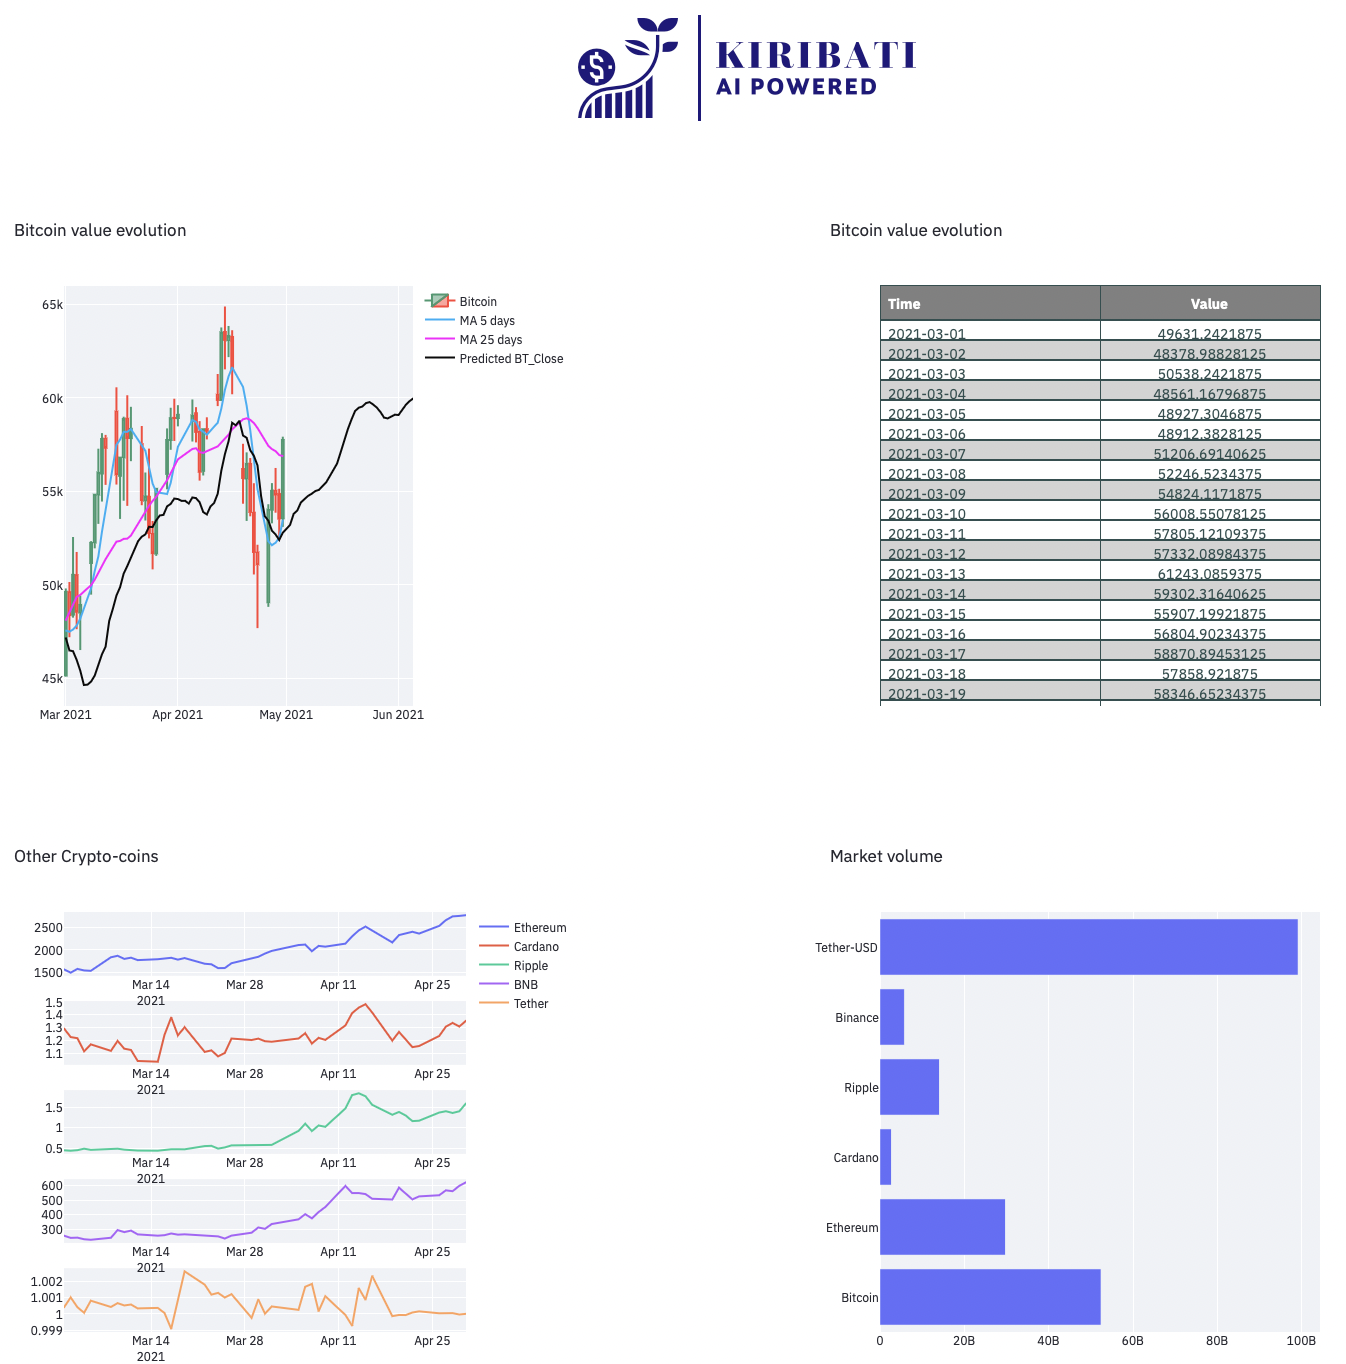 $
KIRIBATI
AI POWERED
Bitcoin value evolution
65k
60k
55k
50k
45k
Mar 2021 Apr 2021 May 2021 Jun 2021
Bitcoin
MA 5 days
MA 25 days
Predicted BT_Close
Bitcoin value evolution
Time Value
2021-03-01 49631.2421875
2021-03-02 48378.98828125
2021-03-03 50538.2421875
2021-03-04 48561.16796875
2021-03-05 48927.3046875
2021-03-06 48912.3828125
2021-03-07 51206.69140625
2021-03-08 52246.5234375
2021-03-09 54824.1171875
2021-03-10 56008.55078125
2021-03-11 57805.12109375
2021-03-12 57332.08984375
2021-03-13 61243.0859375
2021-03-14 59302.31640625
2021-03-15 55907.19921875
2021-03-16 56804.90234375
2021-03-17 58870.89453125
2021-03-18 57858.921875
2021-03-19 58346.65234375
Other Crypto-coins
2500
2000
1500
Mar 14 Mar 28 Apr 11 Apr 25
2021
1.5
1.4
1.3
1.2
1.1
Mar 14 Mar 28 Apr 11 Apr 25
2021
1.5
1
0.5
Mar 14 Mar 28 Apr 11 Apr 25
2021
600
500
400
300
Mar 14 Mar 28 Apr 11 Apr 25
2021
1.002
1.001
1
0.999
Mar 14 Mar 28 Apr 11 Apr 25
2021
Ethereum
Cardano
Ripple
BNB
Tether
Market volume
Tether-USD
Binance
Ripple
Cardano
Ethereum
Bitcoin
0 20B 40B 60B 80B 100B